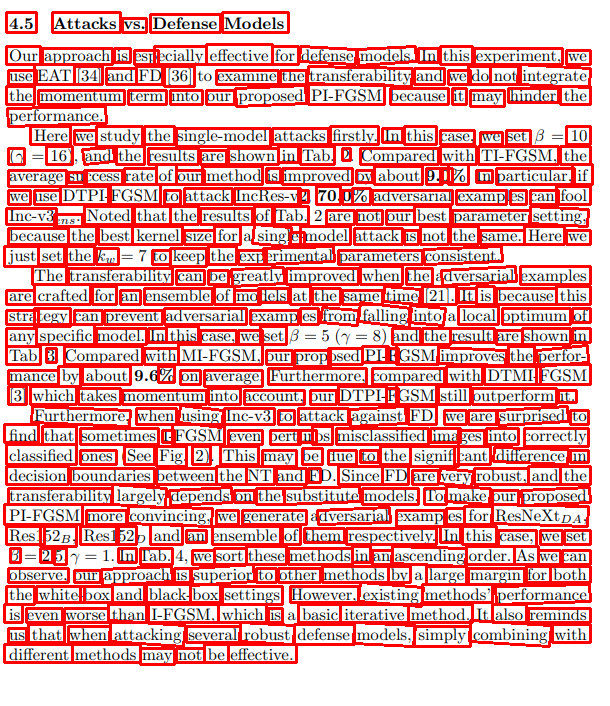 4.5 Attacks vs. Defense Models
Our approach is especially effective for defense models. In this experiment, we
use EAT [34] and FD [36] to examine the transferability and we do not integrate
the momentum term into our proposed PI-FGSM because it may hinder the
performance.
Here we study the single-model attacks firstly. In this case, we set β = 10
(γ = 16), and the results are shown in Tab. 2. Compared with TI-FGSM, the
average success rate of our method is improved by about 9. %. In particular, if
we use DTPI-FGSM to attack IncRes-v2, 70.0% adversarial examples can fool
Inc-v3ens. Noted that the results of Tab. 2 are not our best parameter setting,
because the best kernel size for a single-model attack is not the same. Here we
just set the kw = 7 to keep the experimental parameters consistent.
The transferability can be greatly improved when the adversarial examples
are crafted for an ensemble of models at the same time [21]. It is because this
strategy can prevent adversarial examples from falling into a local optimum of
any specific model. In this case, we set β = 5 (γ = 8) and the result are shown in
Tab. 3. Compared with MI-FGSM, our proposed PI-FGSM improves the perfor-
mance by about 9.6% on average. Furthermore, compared with DTMI-FGSM
[3] which takes momentum into account, our DTPI-FGSM still outperform it.
Furthermore, when using Inc-v3 to attack against FD, we are surprised to
find that sometimes I-FGSM even perturbs misclassified images into correctly
classified ones (See Fig. 2). This may be due to the significant difference in
decision boundaries between the NT and FD. Since FD are very robust, and the
transferability largely depends on the substitute models. To make our proposed
PI-FGSM more convincing, we generate adversarial examples for ResNeXtDA,
Res152B, Res152D and an ensemble of them respectively. In this case, we set
β = 2.5, γ = 1. In Tab. 4, we sort these methods in an ascending order. As we can
observe, our approach is superior to other methods by a large margin for both
the white-box and black-box settings. However, existing methods' performance
is even worse than I-FGSM, which is a basic iterative method. It also reminds
us that when attacking several robust defense models, simply combining with
different methods may not be effective.